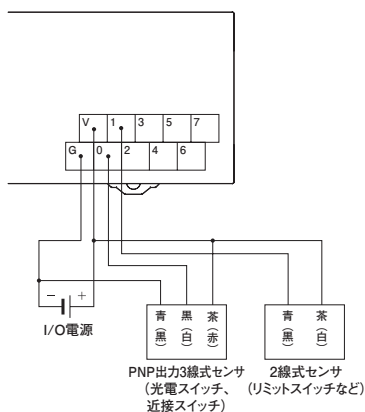 V 1 3 5 7
G 0 2 4 6
− +
I/O電源
青(黒) 黒(白) 茶(赤)
青(黒) 茶(白)
PNP出力3線式センサ
(光電スイッチ、
近接スイッチ)
2線式センサ
(リミットスイッチなど)